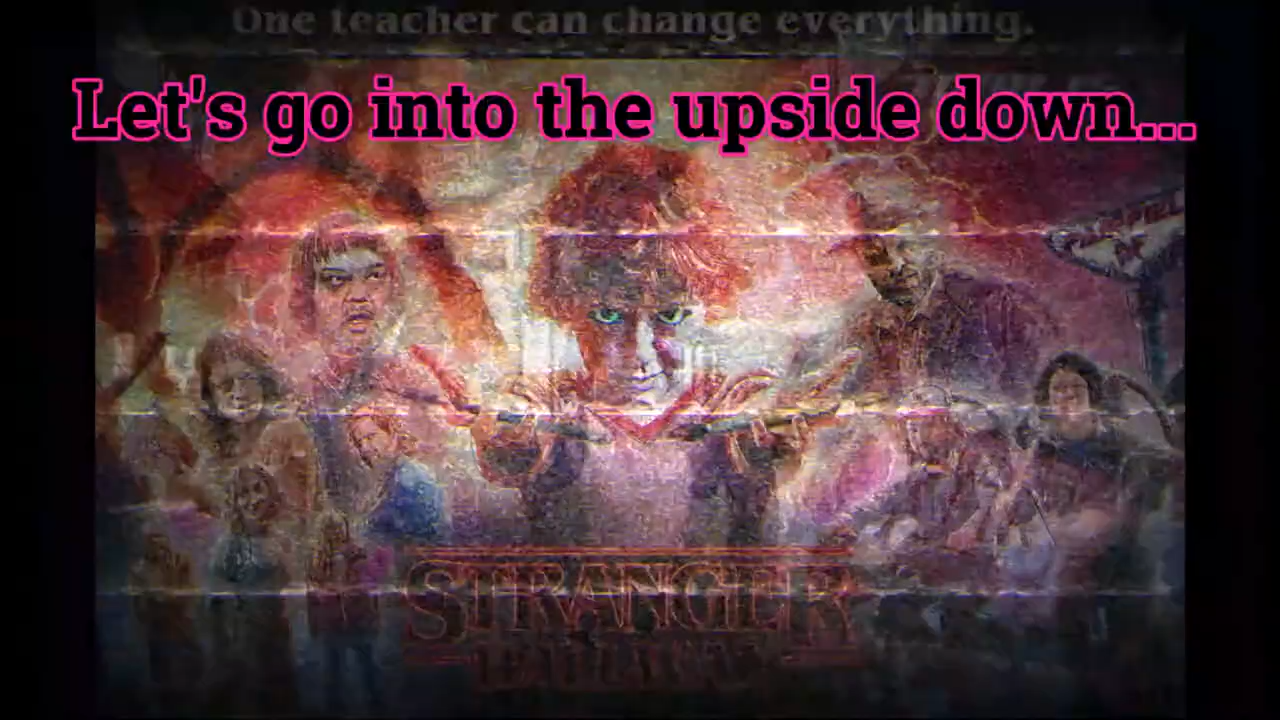 One teacher can change everything.
Let's go into the upside down...
STRANGER